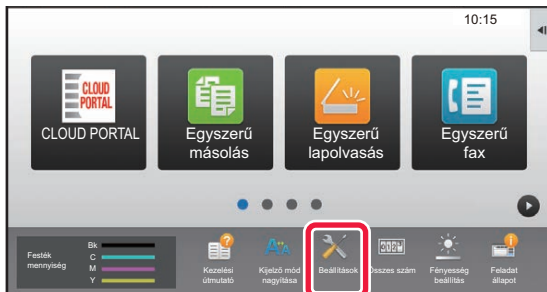 10:15
CLOUD
PORTAL
CLOUD PORTAL
Egyszerű
másolás
Egyszerű
lapolvasás
Egyszerű
fax
Festék
mennyiség
Bk
C
M
Y
Kezelési
útmutató
Kijelző mód
nagyítása
Beállítások
Összes szám
Fényesség
beállítás
Feladat
állapot